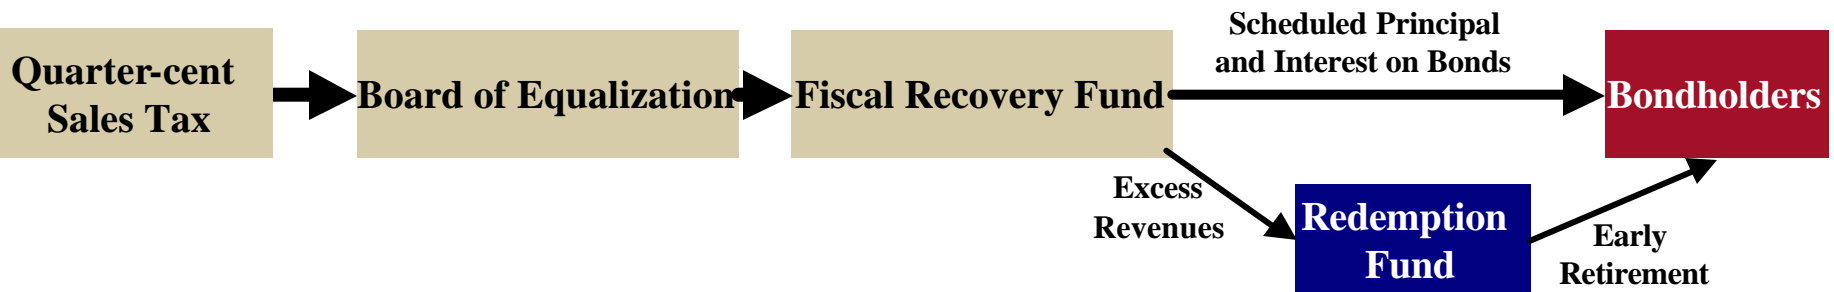 Quarter-cent
Sales Tax
Board of Equalization
Fiscal Recovery Fund
Scheduled Principal
and Interest on Bonds
Bondholders
Excess
Revenues
Redemption
Fund
Early
Retirement